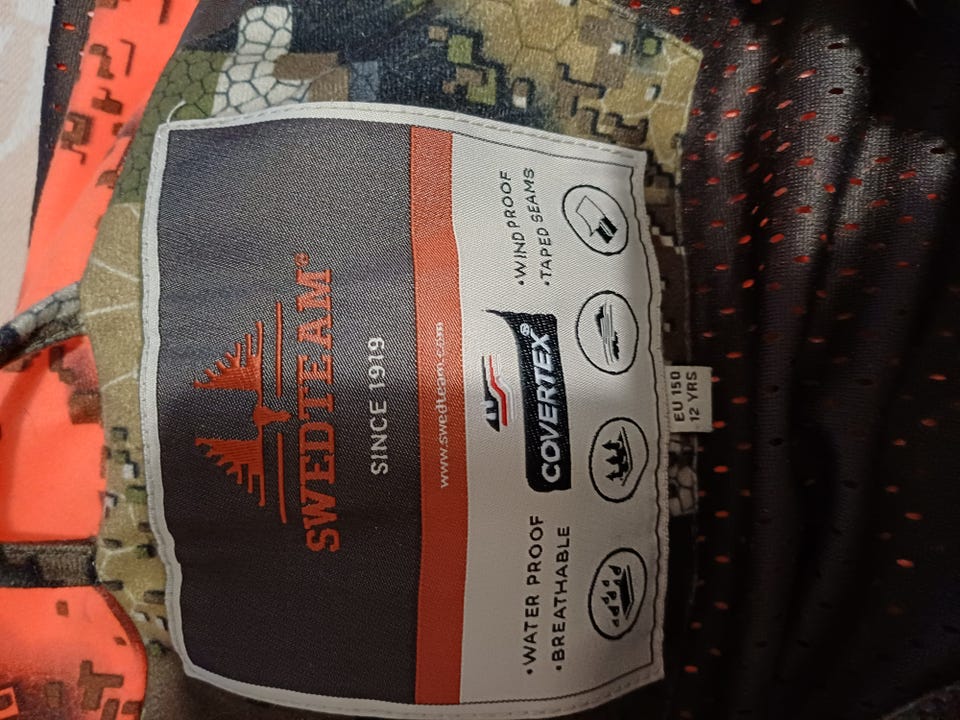 SWEDTEAM®
SINCE 1919
www.swedteam.com
•WATER PROOF
•BREATHABLE
COVERTEX®
•WIND PROOF
•TAPED SEAMS
EU 150
12 YRS